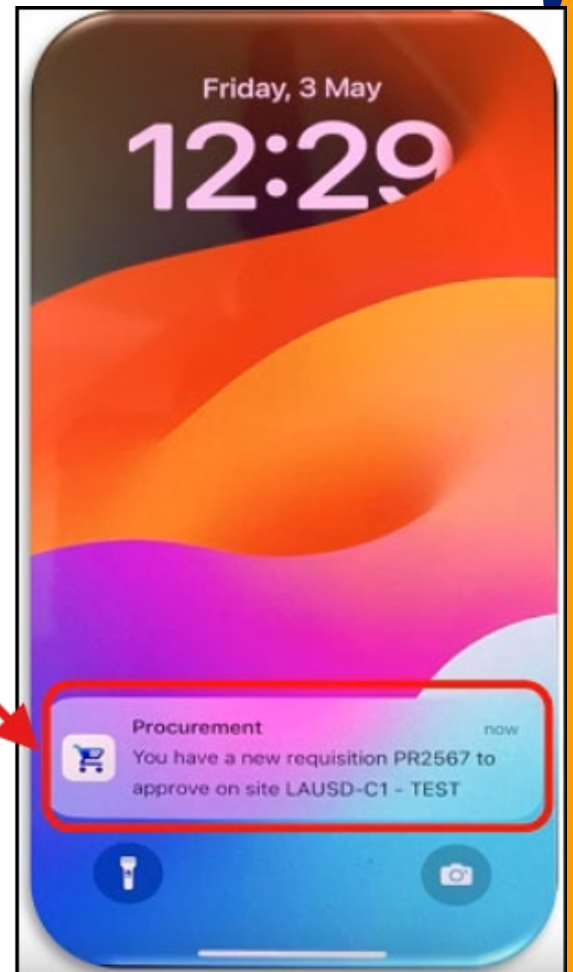 Friday, 3 May
12:29
Procurement
now
You have a new requisition PR2567 to
approve on site LAUSD-C1 - TEST